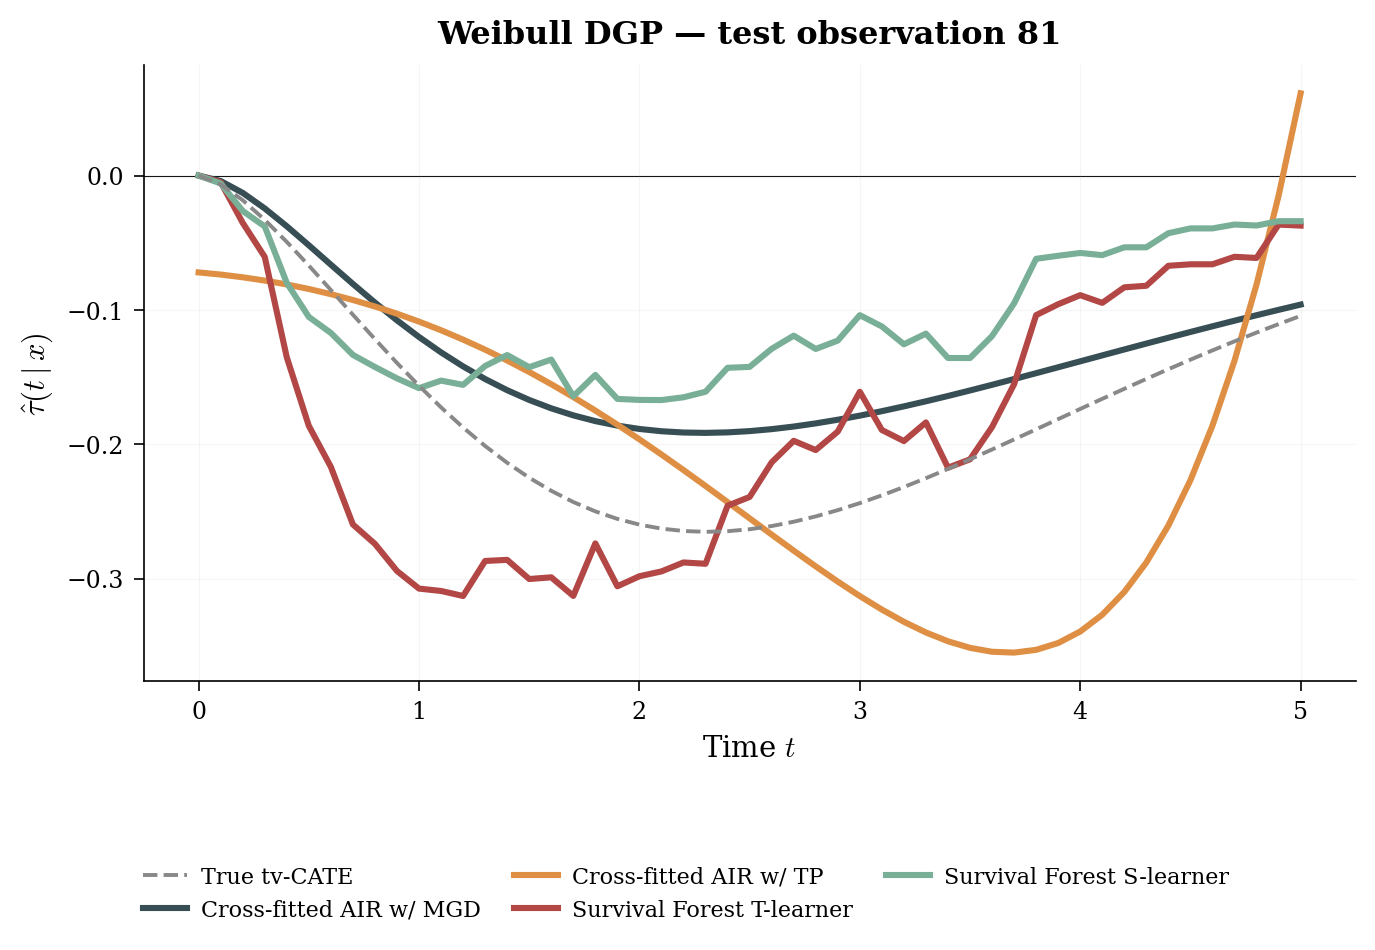 Weibull DGP — test observation 81
0.0
−0.1
−0.2
−0.3
τ̂(t | x)
0 1 2 3 4 5
Time t
True tv-CATE Cross-fitted AIR w/ TP Survival Forest S-learner
Cross-fitted AIR w/ MGD Survival Forest T-learner